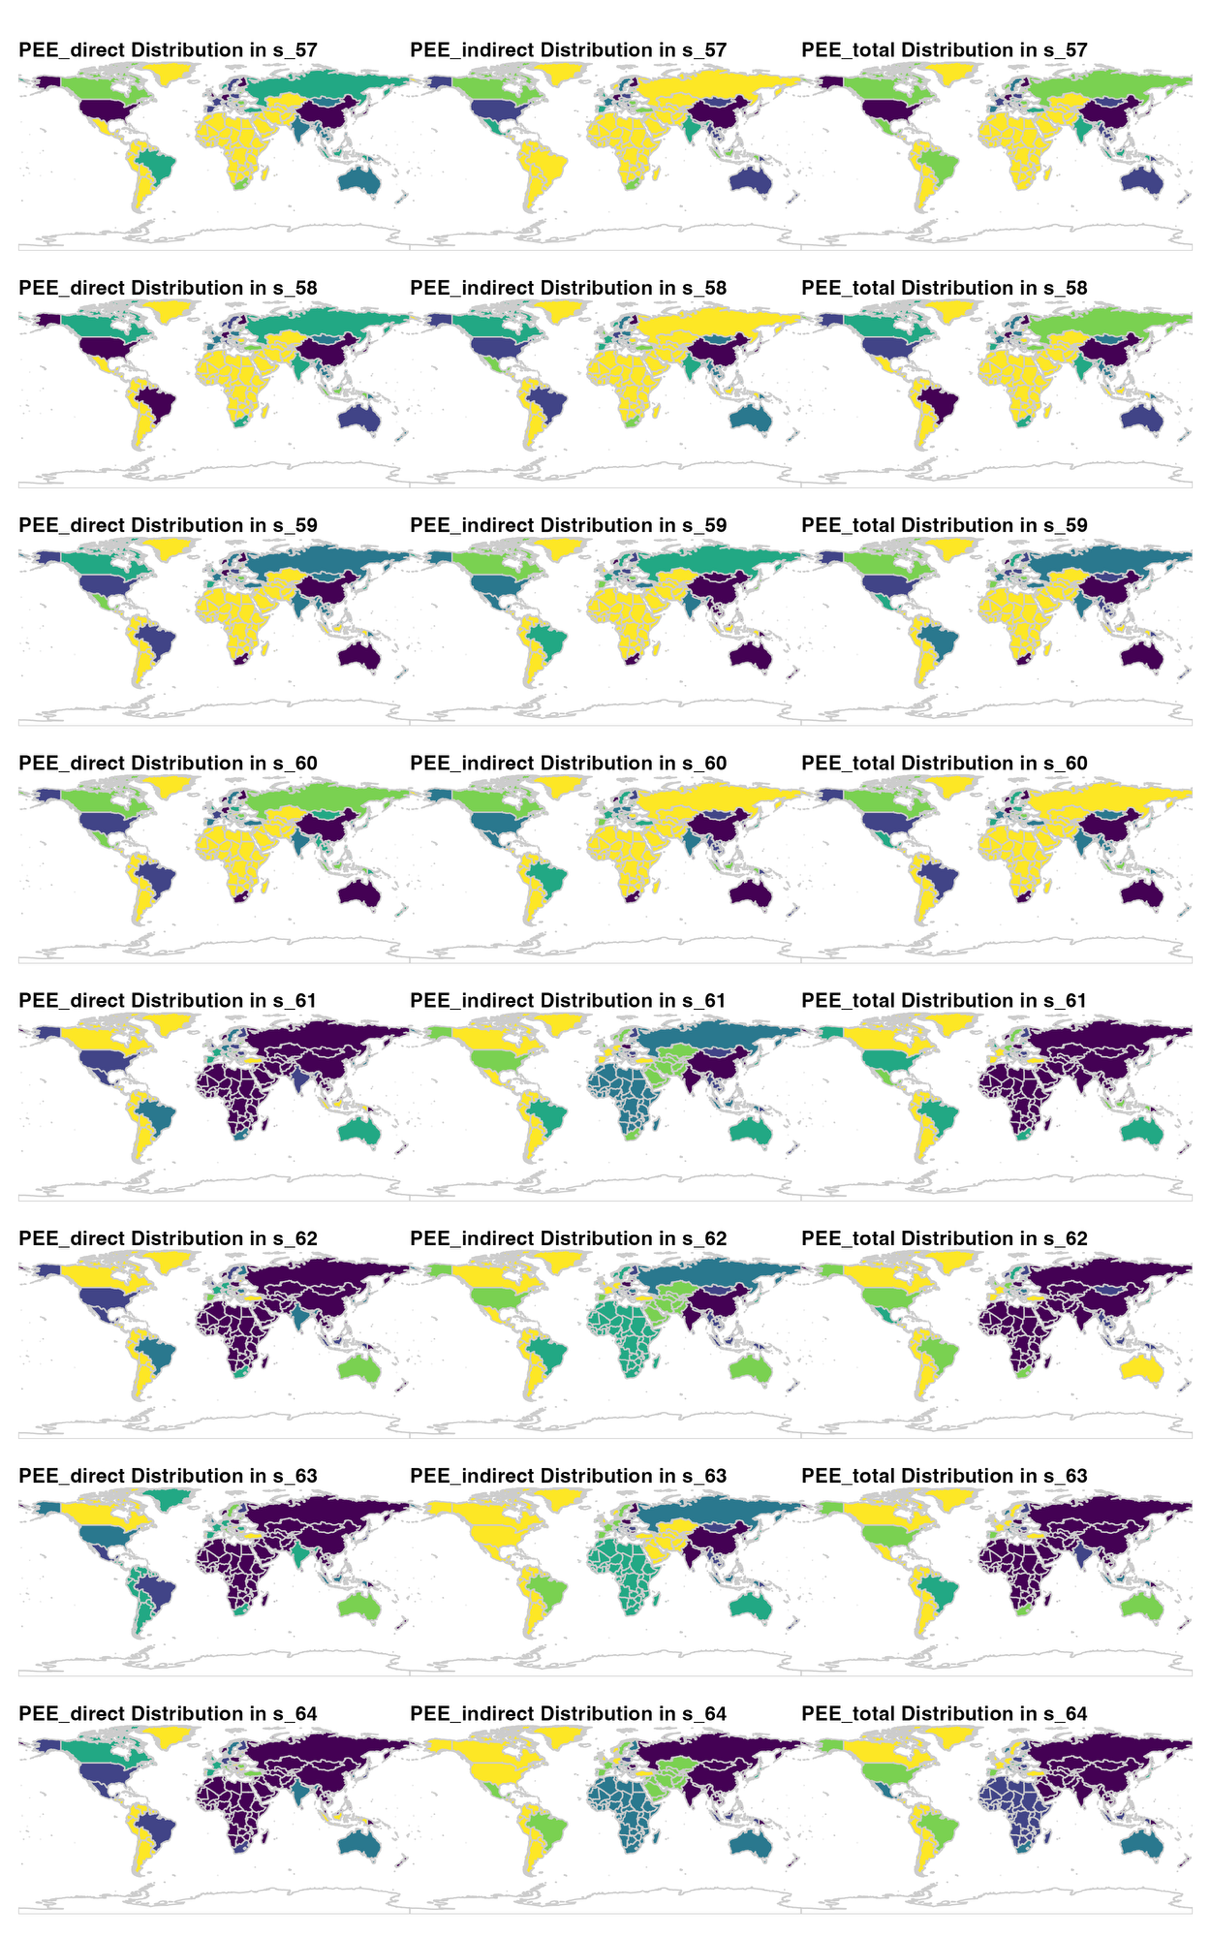 PEE_direct Distribution in s_57 PEE_indirect Distribution in s_57 PEE_total Distribution in s_57
PEE_direct Distribution in s_58 PEE_indirect Distribution in s_58 PEE_total Distribution in s_58
PEE_direct Distribution in s_59 PEE_indirect Distribution in s_59 PEE_total Distribution in s_59
PEE_direct Distribution in s_60 PEE_indirect Distribution in s_60 PEE_total Distribution in s_60
PEE_direct Distribution in s_61 PEE_indirect Distribution in s_61 PEE_total Distribution in s_61
PEE_direct Distribution in s_62 PEE_indirect Distribution in s_62 PEE_total Distribution in s_62
PEE_direct Distribution in s_63 PEE_indirect Distribution in s_63 PEE_total Distribution in s_63
PEE_direct Distribution in s_64 PEE_indirect Distribution in s_64 PEE_total Distribution in s_64